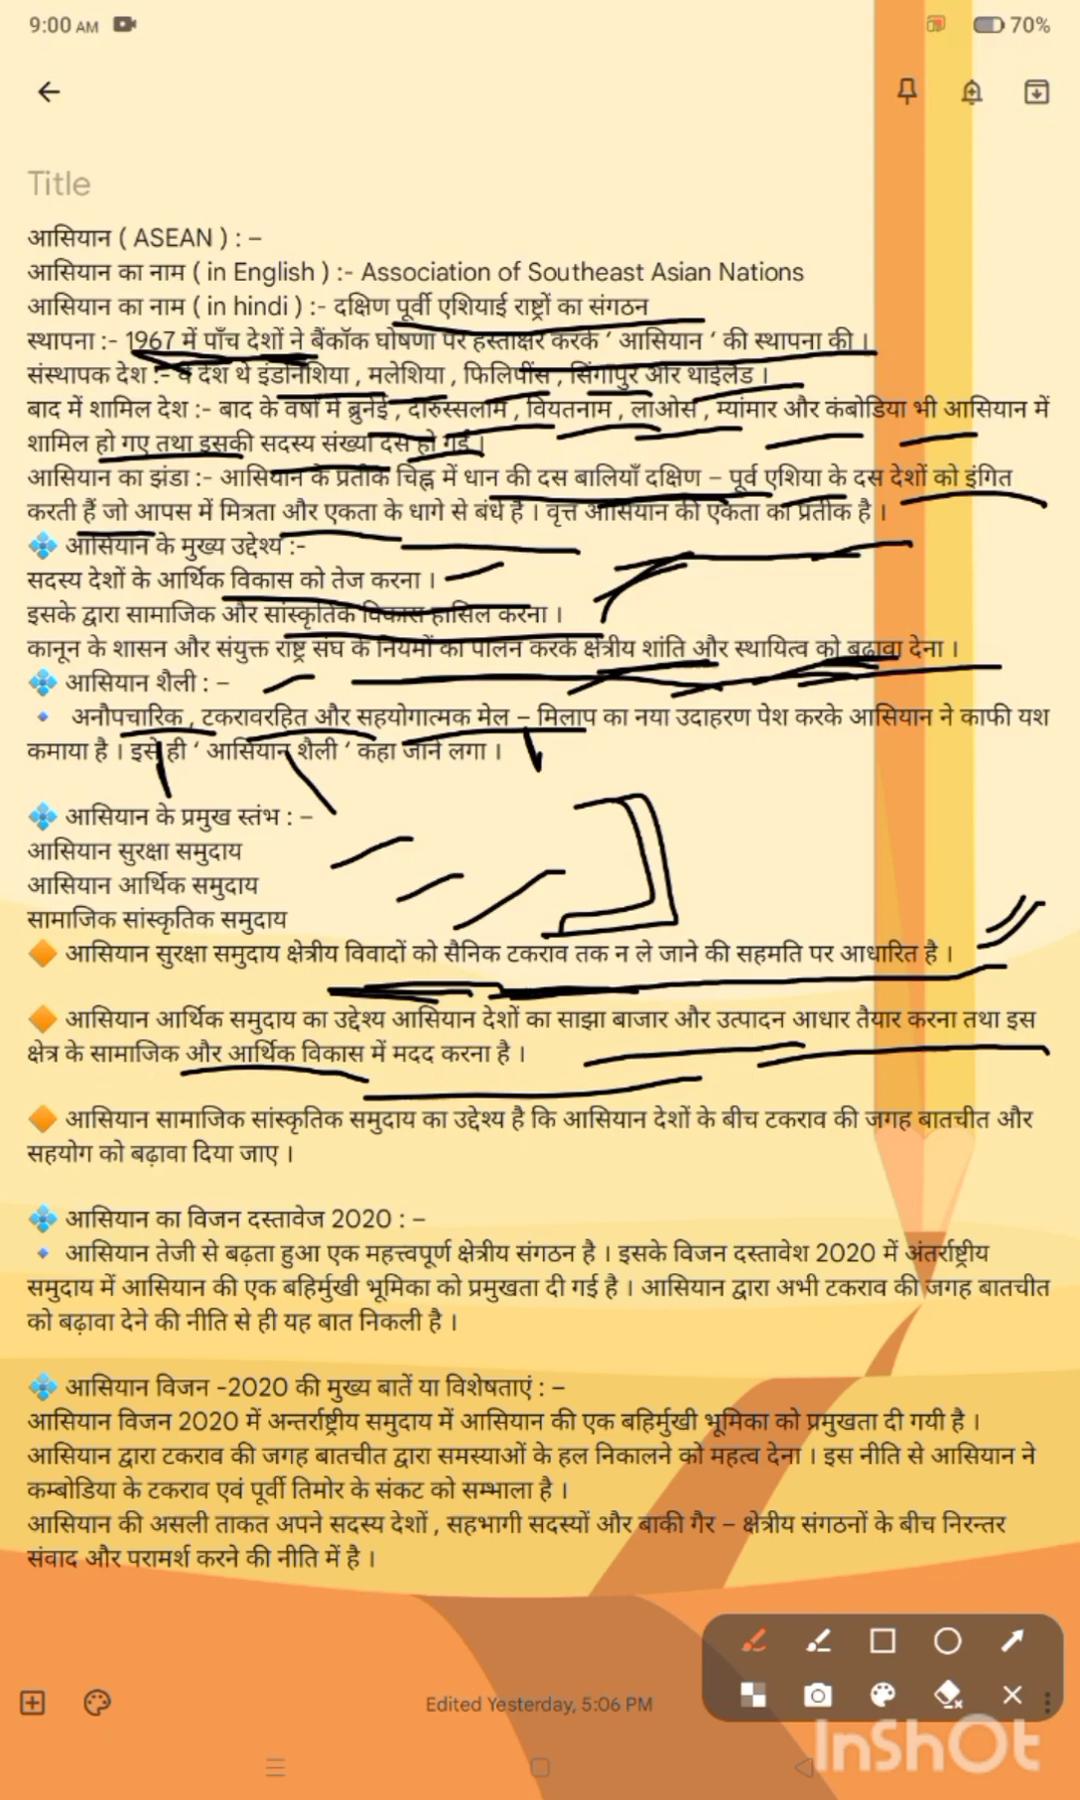 9:00 AM
70%
Title
आसियान ( ASEAN ) : –
आसियान का नाम ( in English ) :- Association of Southeast Asian Nations
आसियान का नाम ( in hindi ) :- दक्षिण पूर्वी एशियाई राष्ट्रों का संगठन
स्थापना :- 1967 में पाँच देशों ने बैंकॉक घोषणा पर हस्ताक्षर करके ‘ आसियान ‘ की स्थापना की ।
संस्थापक देश :- ये देश थे इंडोनेशिया , मलेशिया , फिलिपींस , सिंगापुर और थाईलैंड ।
बाद में शामिल देश :- बाद के वर्षों में ब्रुनेई , दारुस्सलाम , वियतनाम , लाओस , म्यांमार और कंबोडिया भी आसियान में
शामिल हो गए तथा इसकी सदस्य संख्या दस हो गई ।
आसियान का झंडा :- आसियान के प्रतीक चिह्न में धान की दस बालियाँ दक्षिण – पूर्व एशिया के दस देशों को इंगित
करती हैं जो आपस में मित्रता और एकता के धागे से बंधे हैं । वृत्त आसियान की एकता का प्रतीक है ।
आसियान के मुख्य उद्देश्य :-
सदस्य देशों के आर्थिक विकास को तेज करना ।
इसके द्वारा सामाजिक और सांस्कृतिक विकास हासिल करना ।
कानून के शासन और संयुक्त राष्ट्र संघ के नियमों का पालन करके क्षेत्रीय शांति और स्थायित्व को बढ़ावा देना ।
आसियान शैली : –
अनौपचारिक , टकरावरहित और सहयोगात्मक मेल – मिलाप का नया उदाहरण पेश करके आसियान ने काफी यश
कमाया है । इसे ही ‘ आसियान शैली ‘ कहा जाने लगा ।
आसियान के प्रमुख स्तंभ : –
आसियान सुरक्षा समुदाय
आसियान आर्थिक समुदाय
सामाजिक सांस्कृतिक समुदाय
आसियान सुरक्षा समुदाय क्षेत्रीय विवादों को सैनिक टकराव तक न ले जाने की सहमति पर आधारित है ।
आसियान आर्थिक समुदाय का उद्देश्य आसियान देशों का साझा बाजार और उत्पादन आधार तैयार करना तथा इस
क्षेत्र के सामाजिक और आर्थिक विकास में मदद करना है ।
आसियान सामाजिक सांस्कृतिक समुदाय का उद्देश्य है कि आसियान देशों के बीच टकराव की जगह बातचीत और
सहयोग को बढ़ावा दिया जाए ।
आसियान का विजन दस्तावेज 2020 : –
आसियान तेजी से बढ़ता हुआ एक महत्त्वपूर्ण क्षेत्रीय संगठन है । इसके विजन दस्तावेश 2020 में अंतर्राष्ट्रीय
समुदाय में आसियान की एक बहिर्मुखी भूमिका को प्रमुखता दी गई है । आसियान द्वारा अभी टकराव की जगह बातचीत
को बढ़ावा देने की नीति से ही यह बात निकली है ।
आसियान विजन -2020 की मुख्य बातें या विशेषताएं : –
आसियान विजन 2020 में अन्तर्राष्ट्रीय समुदाय में आसियान की एक बहिर्मुखी भूमिका को प्रमुखता दी गयी है ।
आसियान द्वारा टकराव की जगह बातचीत द्वारा समस्याओं के हल निकालने को महत्व देना । इस नीति से आसियान ने
कम्बोडिया के टकराव एवं पूर्वी तिमोर के संकट को सम्भाला है ।
आसियान की असली ताकत अपने सदस्य देशों , सहभागी सदस्यों और बाकी गैर – क्षेत्रीय संगठनों के बीच निरन्तर
संवाद और परामर्श करने की नीति में है ।
Edited Yesterday, 5:06 PM
InShOt